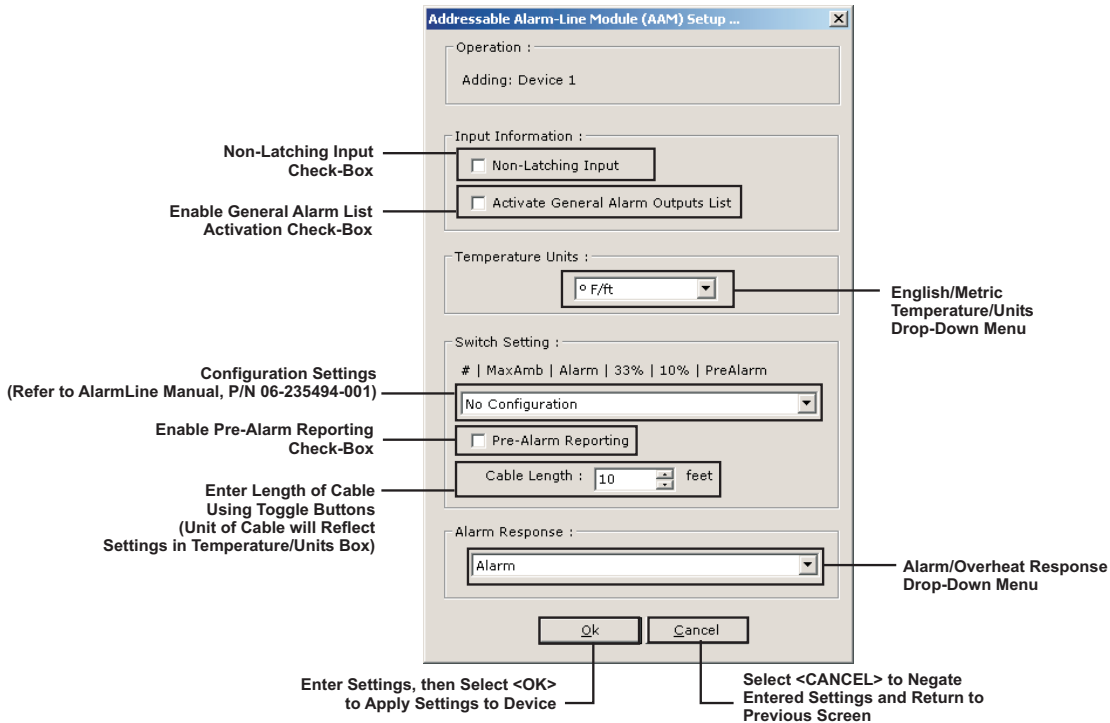 Addressable Alarm-Line Module (AAM) Setup ...
Operation :
Adding: Device 1
Input Information :
Non-Latching Input
Check-Box
Non-Latching Input
Enable General Alarm List
Activation Check-Box
Activate General Alarm Outputs List
Temperature Units :
° F/ft
English/Metric
Temperature/Units
Drop-Down Menu
Switch Setting :
# | MaxAmb | Alarm | 33% | 10% | PreAlarm
Configuration Settings
(Refer to AlarmLine Manual, P/N 06-235494-001)
No Configuration
Enable Pre-Alarm Reporting
Check-Box
Pre-Alarm Reporting
Cable Length : 10 feet
Enter Length of Cable
Using Toggle Buttons
(Unit of Cable will Reflect
Settings in Temperature/Units Box)
Alarm Response :
Alarm
Alarm/Overheat Response
Drop-Down Menu
Ok
Cancel
Enter Settings, then Select <OK>
to Apply Settings to Device
Select <CANCEL> to Negate
Entered Settings and Return to
Previous Screen